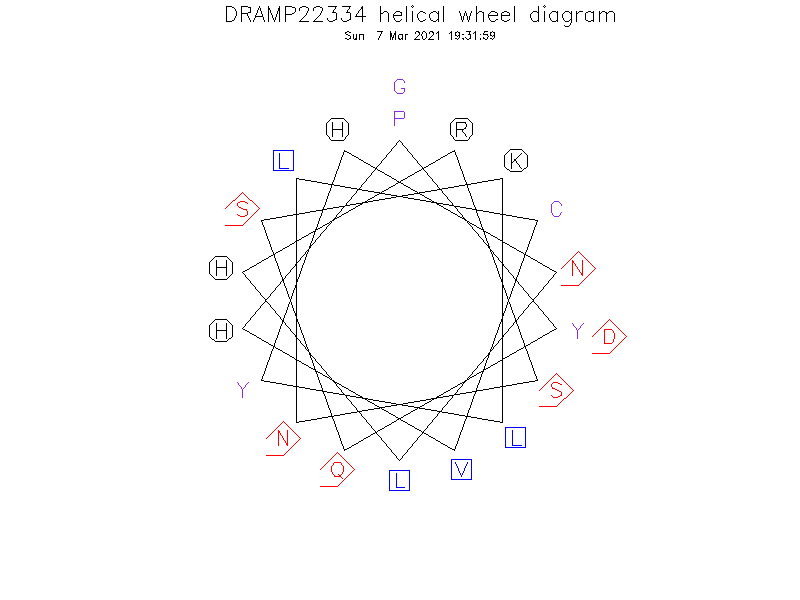 DRAMP22334 helical wheel diagram
Sun 7 Mar 2021 19:31:59
G
P
H R
L K
S C
H N
H Y D
Y S
N L
Q V
L